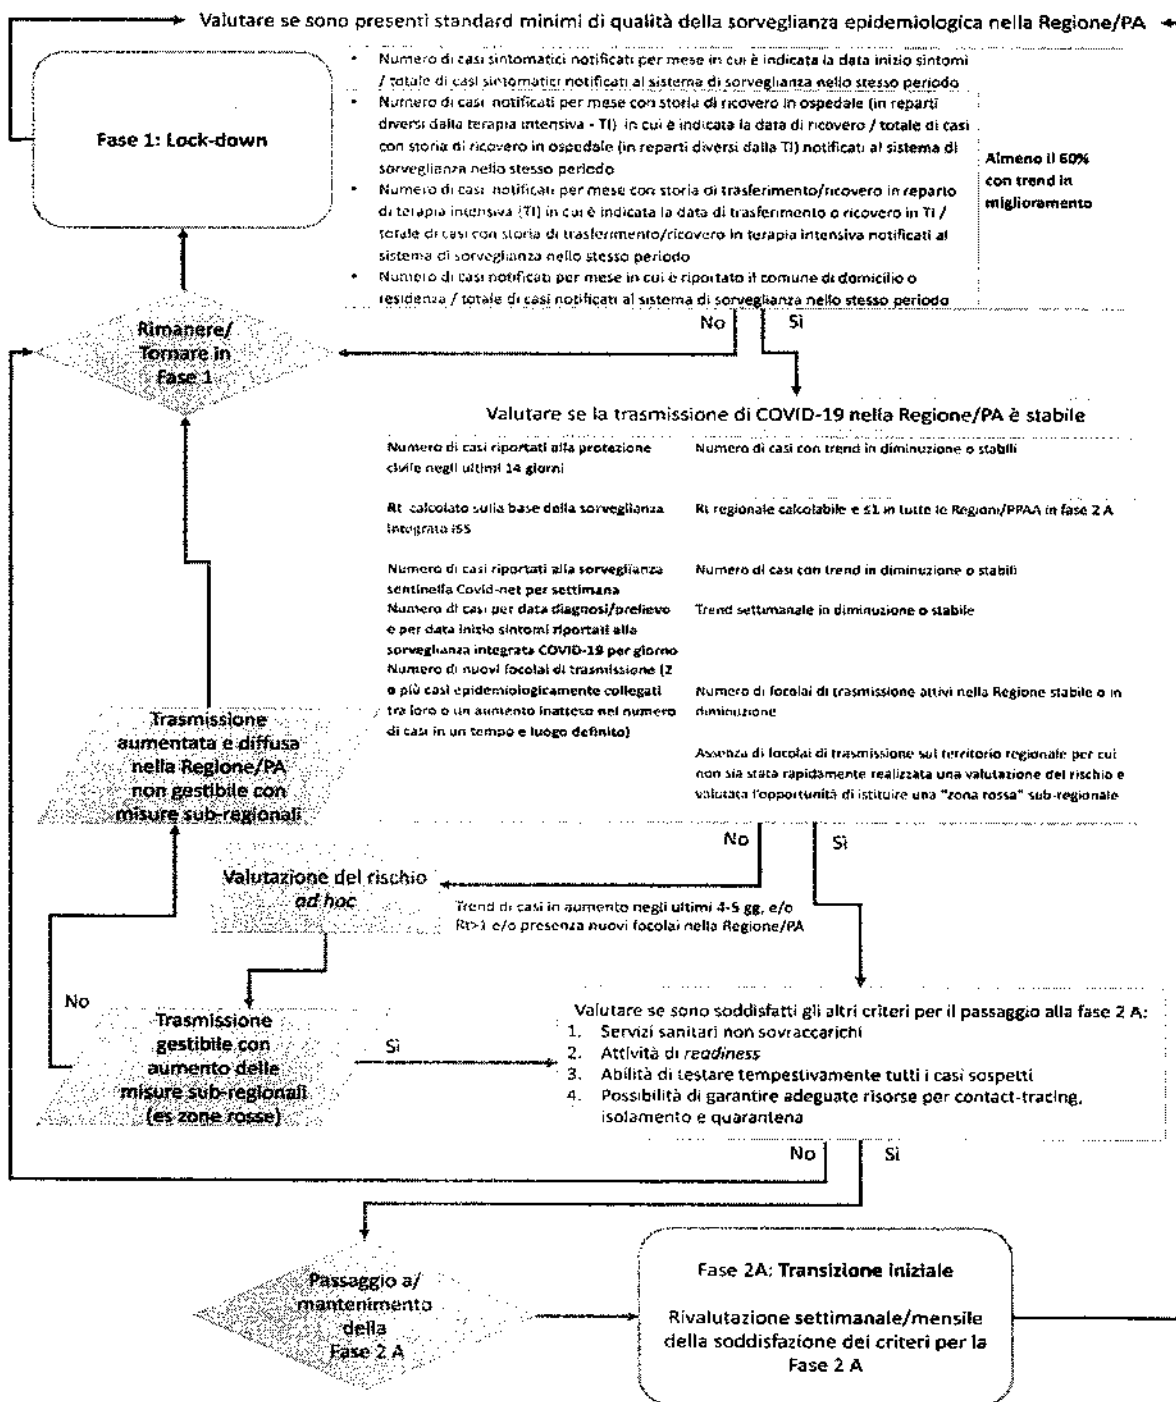 Valutare se sono presenti standard minimi di qualità della sorveglianza epidemiologica nella Regione/PA
Fase 1: Lock-down
• Numero di casi sintomatici notificati per mese in cui è indicata la data inizio sintomi
/ totale di casi sintomatici notificati al sistema di sorveglianza nello stesso periodo
• Numero di casi notificati per mese con storia di ricovero in ospedale (in reparti
diversi dalla terapia intensiva - TI) in cui è indicata la data di ricovero / totale di casi
con storia di ricovero in ospedale (in reparti diversi dalla TI) notificati al sistema di
sorveglianza nello stesso periodo
• Numero di casi notificati per mese con storia di trasferimento/ricovero in reparto
di terapia intensiva (TI) in cui è indicata la data di trasferimento o ricovero in TI /
totale di casi con storia di trasferimento/ricovero in terapia intensiva notificati al
sistema di sorveglianza nello stesso periodo
• Numero di casi notificati per mese in cui è riportato il comune di domicilio o
residenza / totale di casi notificati al sistema di sorveglianza nello stesso periodo
Almeno il 60%
con trend in
miglioramento
No
Sì
Rimanere/
Tornare in
Fase 1
Valutare se la trasmissione di COVID-19 nella Regione/PA è stabile
Numero di casi riportati alla protezione
civile negli ultimi 14 giorni
Numero di casi con trend in diminuzione o stabili
Rt calcolato sulla base della sorveglianza
integrata ISS
Rt regionale calcolabile e ≤1 in tutte le Regioni/PPAA in fase 2 A
Numero di casi riportati alla sorveglianza
sentinella Covid-net per settimana
Numero di casi con trend in diminuzione o stabili
Numero di casi per data diagnosi/prelievo
e per data inizio sintomi riportati alla
sorveglianza integrata COVID-19 per giorno
Trend settimanale in diminuzione o stabile
Numero di nuovi focolai di trasmissione (2
o più casi epidemiologicamente collegati
tra loro o un aumento inatteso nel numero
di casi in un tempo e luogo definito)
Numero di focolai di trasmissione attivi nella Regione stabile o in
diminuzione
Assenza di focolai di trasmissione sul territorio regionale per cui
non sia stata rapidamente realizzata una valutazione del rischio e
valutata l'opportunità di istituire una "zona rossa" sub-regionale
Trasmissione
aumentata e diffusa
nella Regione/PA
non gestibile con
misure sub-regionali
No
Sì
Valutazione del rischio
ad hoc
Trend di casi in aumento negli ultimi 4-5 gg, e/o
Rt>1 e/o presenza nuovi focolai nella Regione/PA
No
Trasmissione
gestibile con
aumento delle
misure sub-regionali
(es zone rosse)
Sì
Valutare se sono soddisfatti gli altri criteri per il passaggio alla fase 2 A:
1. Servizi sanitari non sovraccarichi
2. Attività di readiness
3. Abilità di testare tempestivamente tutti i casi sospetti
4. Possibilità di garantire adeguate risorse per contact-tracing,
isolamento e quarantena
No
Sì
Passaggio a/
mantenimento
della
Fase 2 A
Fase 2A: Transizione iniziale
Rivalutazione settimanale/mensile
della soddisfazione dei criteri per la
Fase 2 A